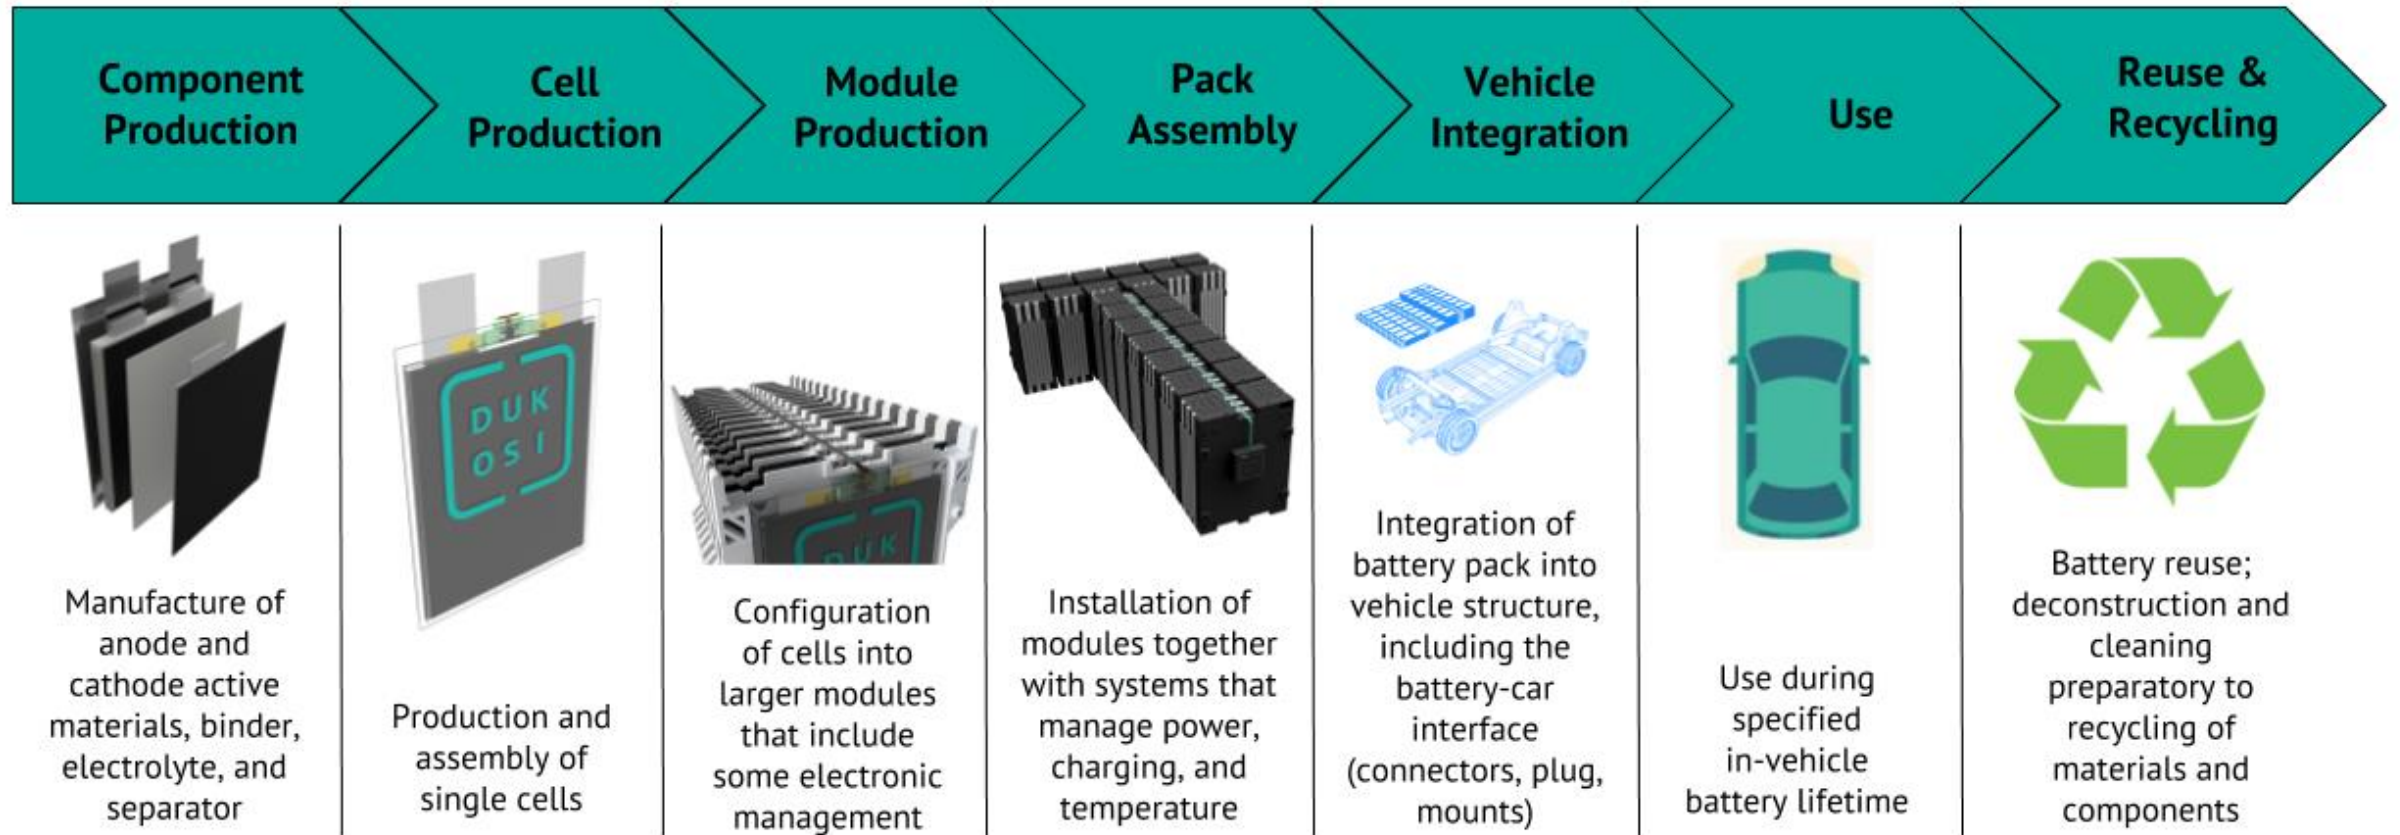 Component
Production
Cell
Production
Module
Production
Pack
Assembly
Vehicle
Integration
Use
Reuse &
Recycling
DUK
OSI
DUK
Manufacture of
anode and
cathode active
materials, binder,
electrolyte, and
separator
Production and
assembly of
single cells
Configuration
of cells into
larger modules
that include
some electronic
management
Installation of
modules together
with systems that
manage power,
charging, and
temperature
Integration of
battery pack into
vehicle structure,
including the
battery-car
interface
(connectors, plug,
mounts)
Use during
specified
in-vehicle
battery lifetime
Battery reuse;
deconstruction and
cleaning
preparatory to
recycling of
materials and
components